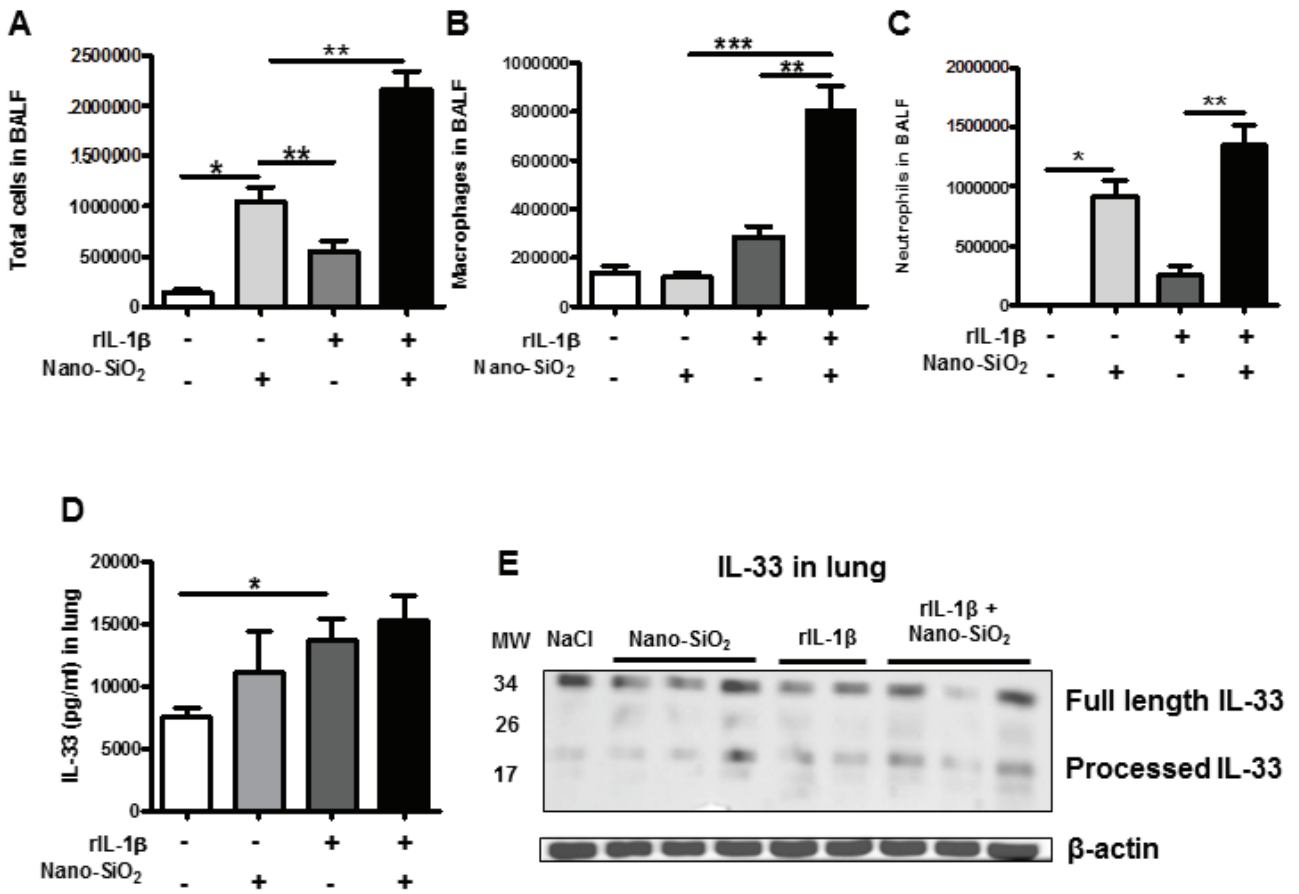 A
Total cells in BALF
2500000
2000000
1500000
1000000
500000
0
*
**
**
rIL-1β - - + +
Nano-SiO₂ - + - +
B
Macrophages in BALF
1000000
800000
600000
400000
200000
0
***
**
rIL-1β - - + +
Nano-SiO₂ - + - +
C
Neutrophils in BALF
2000000
1500000
1000000
500000
0
*
**
rIL-1β - - + +
Nano-SiO₂ - + - +
D
IL-33 (pg/ml) in lung
20000
15000
10000
5000
0
*
rIL-1β - - + +
Nano-SiO₂ - + - +
E
IL-33 in lung
MW NaCl Nano-SiO₂ rIL-1β rIL-1β +
Nano-SiO₂
34
26
17
Full length IL-33
Processed IL-33
β-actin